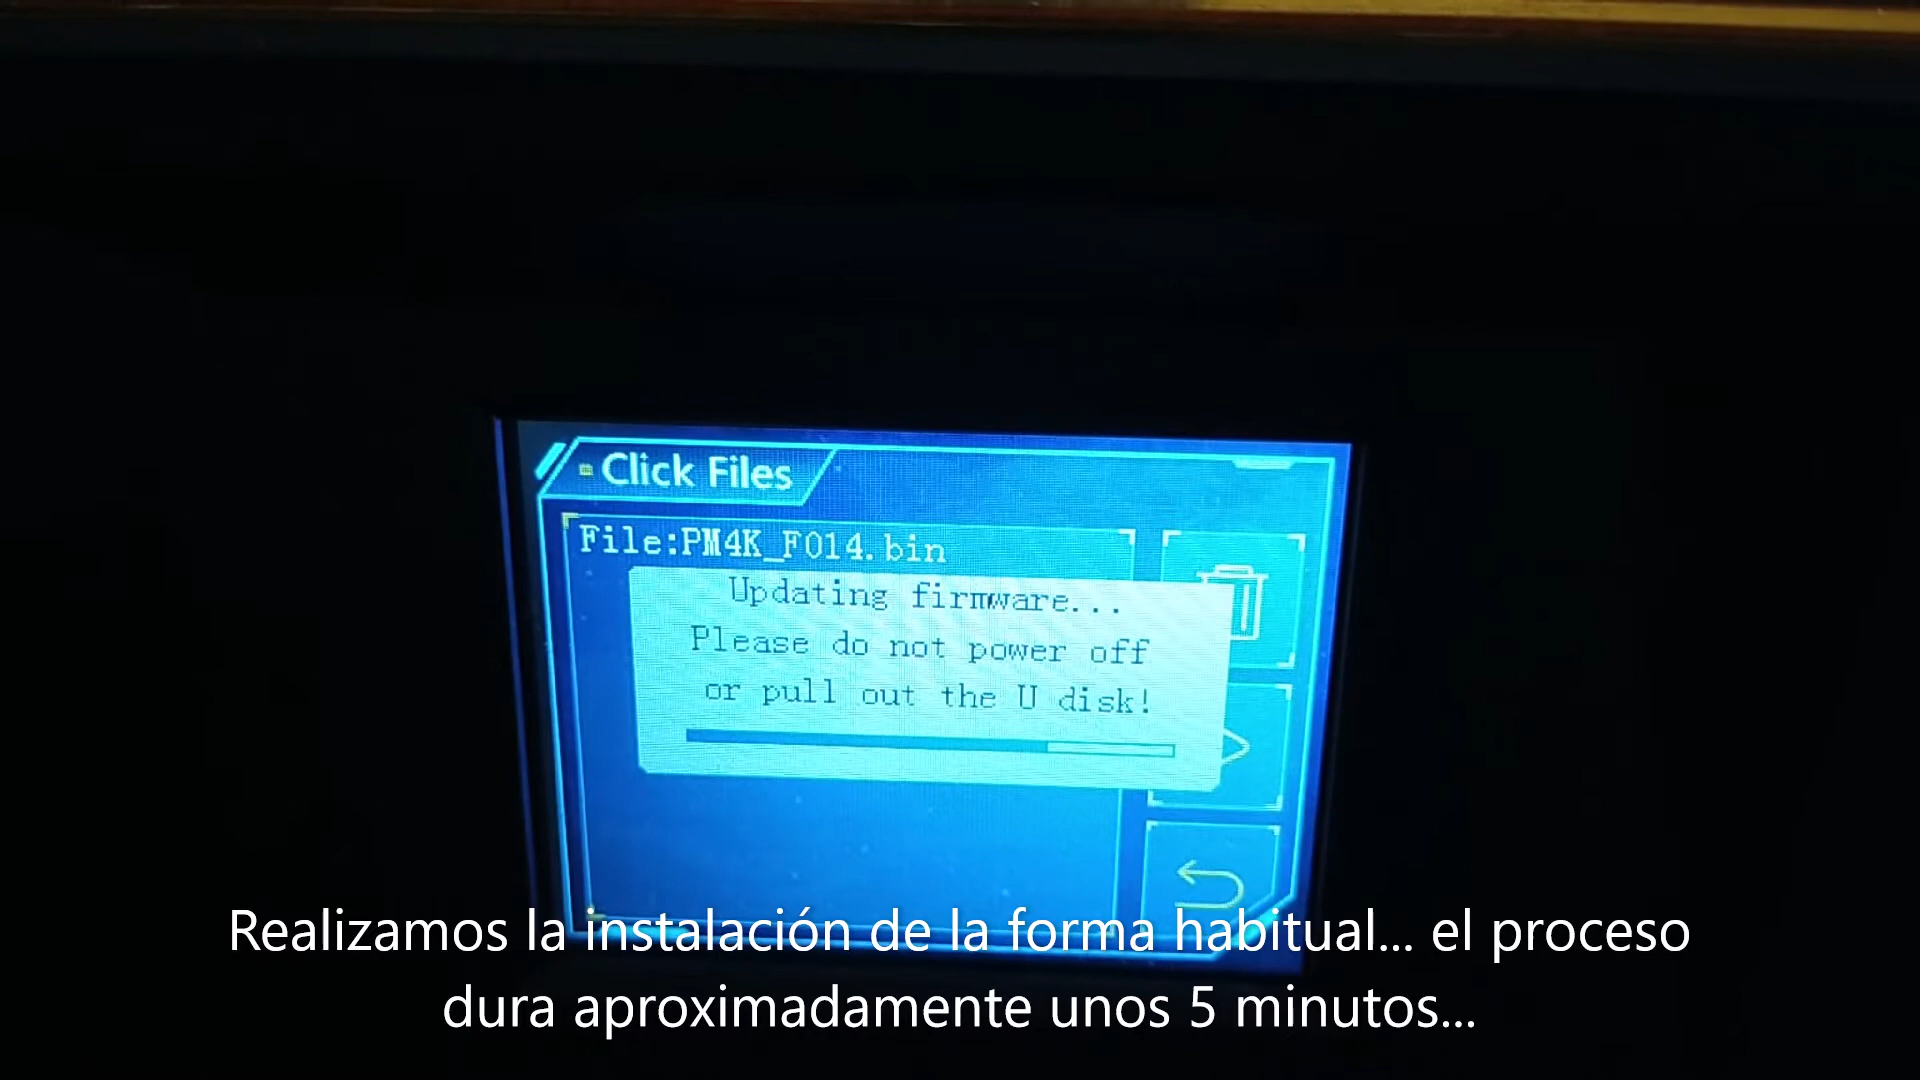 Click Files
File:PM4K_F014.bin
Updating firmware...
Please do not power off
or pull out the U disk!
Realizamos la instalación de la forma habitual... el proceso
dura aproximadamente unos 5 minutos...